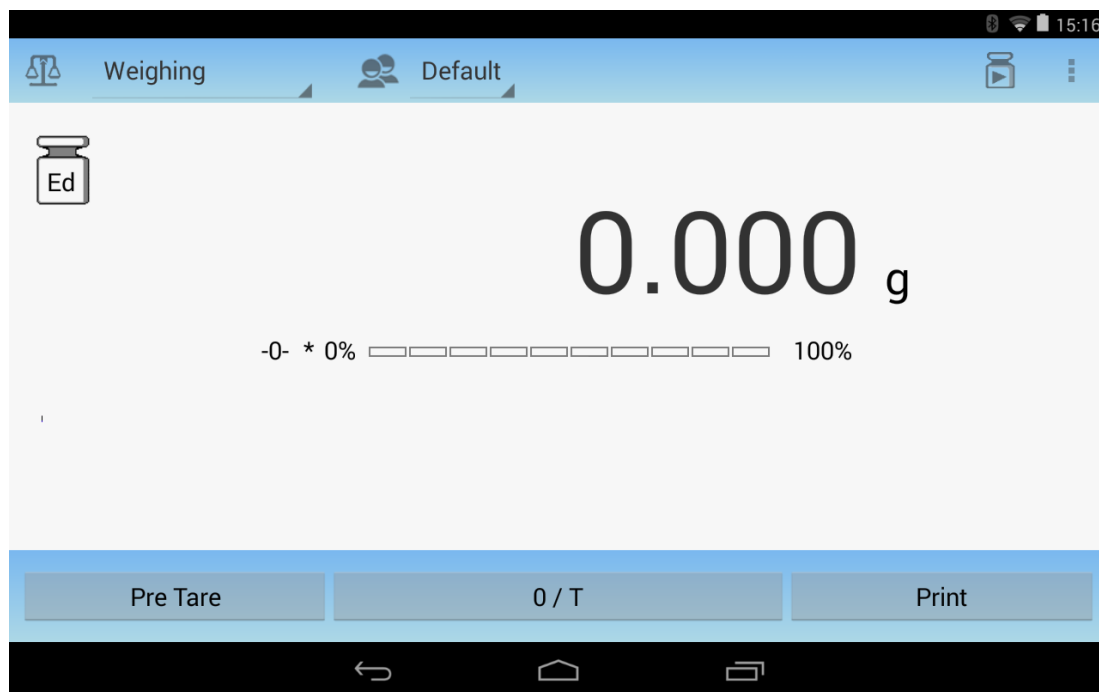 15:16
Weighing Default
Ed
0.000 g
-0- * 0% 100%
Pre Tare 0 / T Print